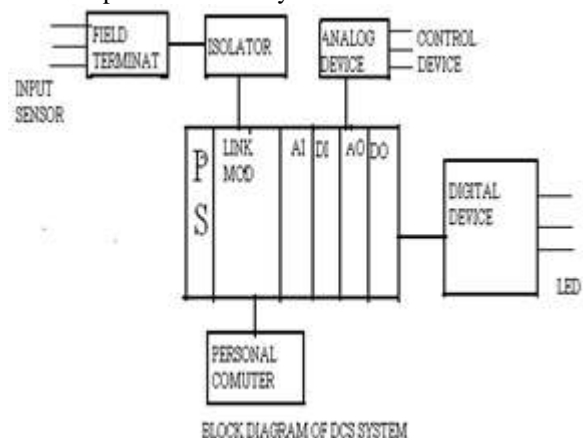 FIELD
TERMINAT
ISOLATOR
ANALOG
DEVICE
CONTROL
DEVICE
INPUT
SENSOR
PS
LINK
MOD
AI
DI
AO
DO
DIGITAL
DEVICE
LED
PERSONAL
COMUTER
BLOCK DIAGRAM OF DCS SYSTEM